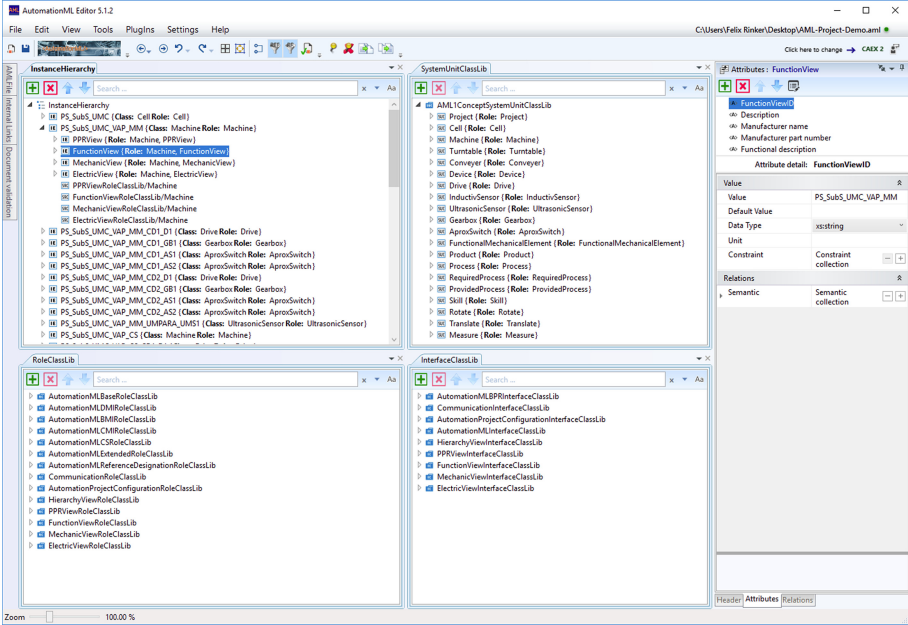 AutomationML Editor 5.1.2
File Edit View Tools PlugIns Settings Help
C:\Users\Felix Rinker\Desktop\AML-Project-Demo.aml
Click here to change → CAEX 2
AMLFile Internal Links Document validation
InstanceHierarchy
Search ...
x Aa
InstanceHierarchy
PS_SubS_UMC {Class: Cell Role: Cell}
PS_SubS_UMC_VAP_MM {Class: Machine Role: Machine}
PPRView {Role: Machine, PPRView}
FunctionView {Role: Machine, FunctionView}
MechanicView {Role: Machine, MechanicView}
ElectricView {Role: Machine, ElectricView}
PPRViewRoleClassLib/Machine
FunctionViewRoleClassLib/Machine
MechanicViewRoleClassLib/Machine
ElectricViewRoleClassLib/Machine
PS_SubS_UMC_VAP_MM_CD1_D1 {Class: Drive Role: Drive}
PS_SubS_UMC_VAP_MM_CD1_GB1 {Class: Gearbox Role: Gearbox}
PS_SubS_UMC_VAP_MM_CD1_AS1 {Class: AproxSwitch Role: AproxSwitch}
PS_SubS_UMC_VAP_MM_CD1_AS2 {Class: AproxSwitch Role: AproxSwitch}
PS_SubS_UMC_VAP_MM_CD2_D1 {Class: Drive Role: Drive}
PS_SubS_UMC_VAP_MM_CD2_GB1 {Class: Gearbox Role: Gearbox}
PS_SubS_UMC_VAP_MM_CD2_AS1 {Class: AproxSwitch Role: AproxSwitch}
PS_SubS_UMC_VAP_MM_CD2_AS2 {Class: AproxSwitch Role: AproxSwitch}
PS_SubS_UMC_VAP_MM_UMPARA_UMS1 {Class: UltrasonicSensor Role: UltrasonicSensor}
PS_SubS_UMC_VAP_CS {Class: Machine Role: Machine}
SystemUnitClassLib
Search ...
x Aa
AML1ConceptSystemUnitClassLib
Project {Role: Project}
Cell {Role: Cell}
Machine {Role: Machine}
Turntable {Role: Turntable}
Conveyer {Role: Conveyer}
Device {Role: Device}
Drive {Role: Drive}
InductivSensor {Role: InductivSensor}
UltrasonicSensor {Role: UltrasonicSensor}
Gearbox {Role: Gearbox}
AproxSwitch {Role: AproxSwitch}
FunctionalMechanicalElement {Role: FunctionalMechanicalElement}
Product {Role: Product}
Process {Role: Process}
RequiredProcess {Role: RequiredProcess}
ProvidedProcess {Role: ProvidedProcess}
Skill {Role: Skill}
Rotate {Role: Rotate}
Translate {Role: Translate}
Measure {Role: Measure}
RoleClassLib
Search ...
x Aa
AutomationMLBaseRoleClassLib
AutomationMLDMIRoleClassLib
AutomationMLBMIRoleClassLib
AutomationMLCMIRoleClassLib
AutomationMLCSRoleClassLib
AutomationMLExtendedRoleClassLib
AutomationMLReferenceDesignationRoleClassLib
CommunicationRoleClassLib
AutomationProjectConfigurationRoleClassLib
HierarchyViewRoleClassLib
PPRViewRoleClassLib
FunctionViewRoleClassLib
MechanicViewRoleClassLib
ElectricViewRoleClassLib
InterfaceClassLib
Search ...
x Aa
AutomationMLBPRInterfaceClassLib
CommunicationInterfaceClassLib
AutomationProjectConfigurationInterfaceClassLib
AutomationMLInterfaceClassLib
HierarchyViewInterfaceClassLib
PPRViewInterfaceClassLib
FunctionViewInterfaceClassLib
MechanicViewInterfaceClassLib
ElectricViewInterfaceClassLib
Attributes : FunctionView
FunctionViewID
Description
Manufacturer name
Manufacturer part number
Functional description
Attribute detail: FunctionViewID
Value
Value PS_SubS_UMC_VAP_MM
Default Value
Data Type xs:string
Unit
Constraint Constraint collection
Relations
Semantic Semantic collection
Header Attributes Relations
Zoom 100.00 %